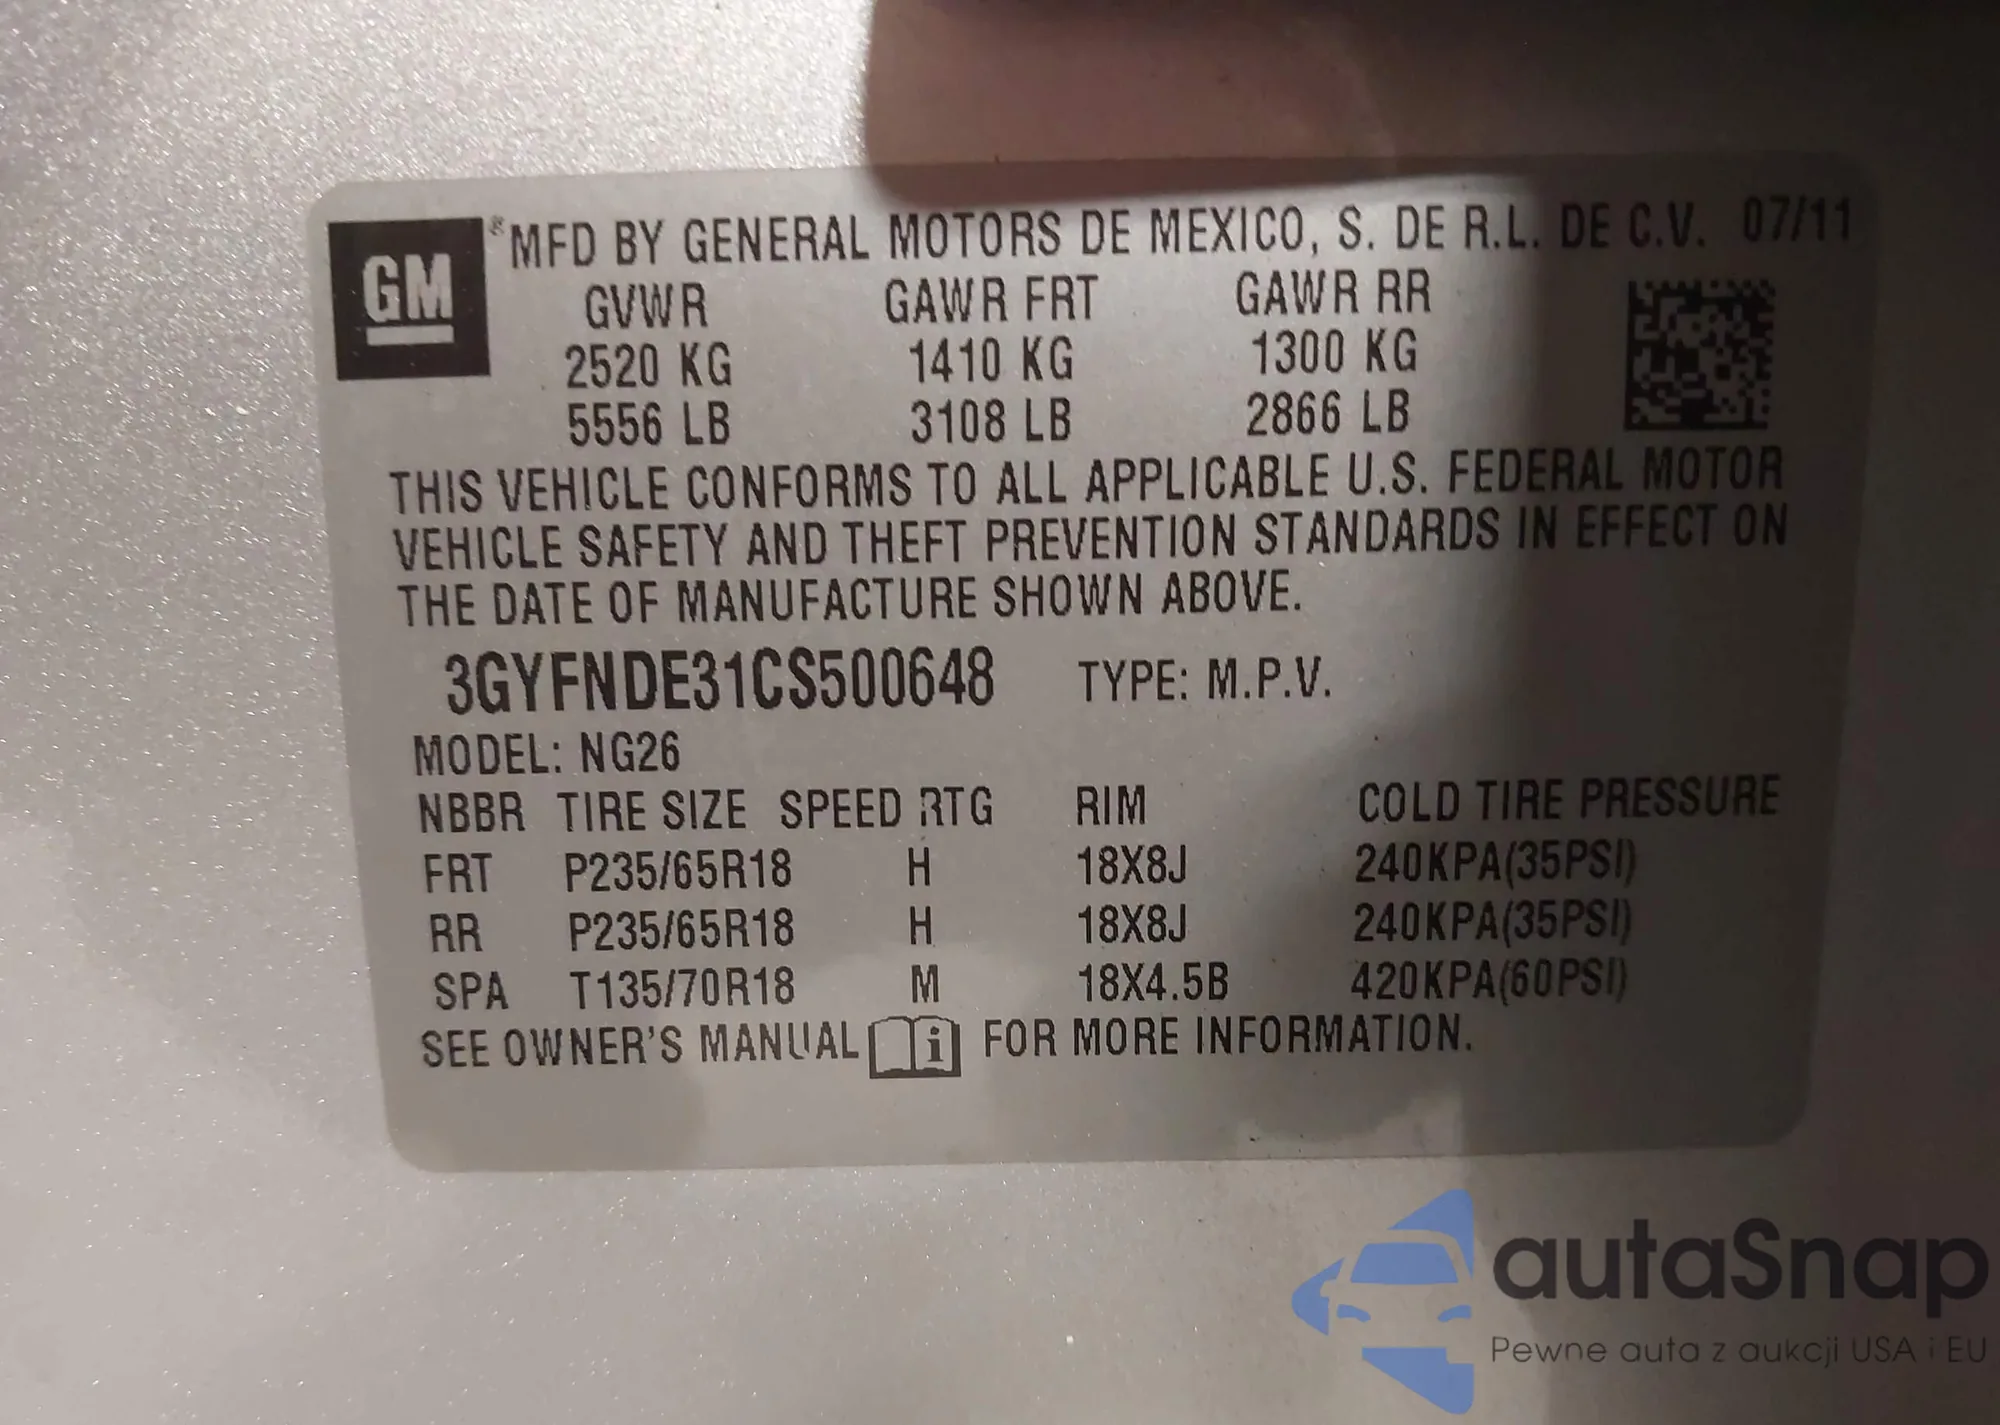 GM ® MFD BY GENERAL MOTORS DE MEXICO, S. DE R.L. DE C.V. 07/11
GVWR GAWR FRT GAWR RR
2520 KG 1410 KG 1300 KG
5556 LB 3108 LB 2866 LB
THIS VEHICLE CONFORMS TO ALL APPLICABLE U.S. FEDERAL MOTOR
VEHICLE SAFETY AND THEFT PREVENTION STANDARDS IN EFFECT ON
THE DATE OF MANUFACTURE SHOWN ABOVE.
3GYFNDE31CS500648 TYPE: M.P.V.
MODEL: NG26
NBBR TIRE SIZE SPEED RTG RIM COLD TIRE PRESSURE
FRT P235/65R18 H 18X8J 240KPA(35PSI)
RR P235/65R18 H 18X8J 240KPA(35PSI)
SPA T135/70R18 M 18X4.5B 420KPA(60PSI)
SEE OWNER'S MANUAL i FOR MORE INFORMATION.
autaSnap
Pewne auta z aukcji USA i EU